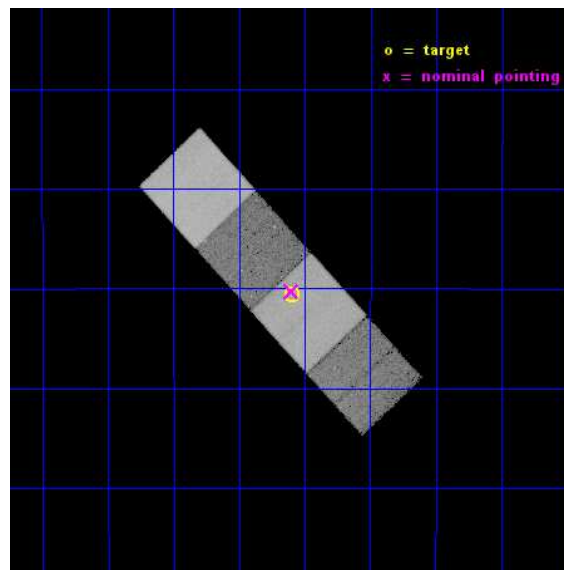 o = target
x = nominal pointing